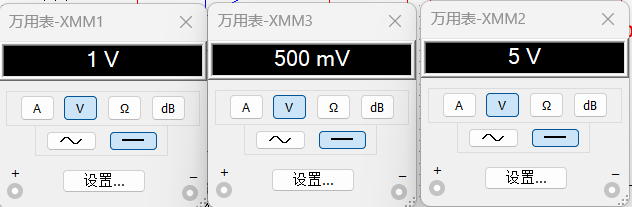 万用表-XMM1
1 V
A V Ω dB
+ −
设置...
万用表-XMM3
500 mV
A V Ω dB
+ −
设置...
万用表-XMM2
5 V
A V Ω dB
+ −
设置...